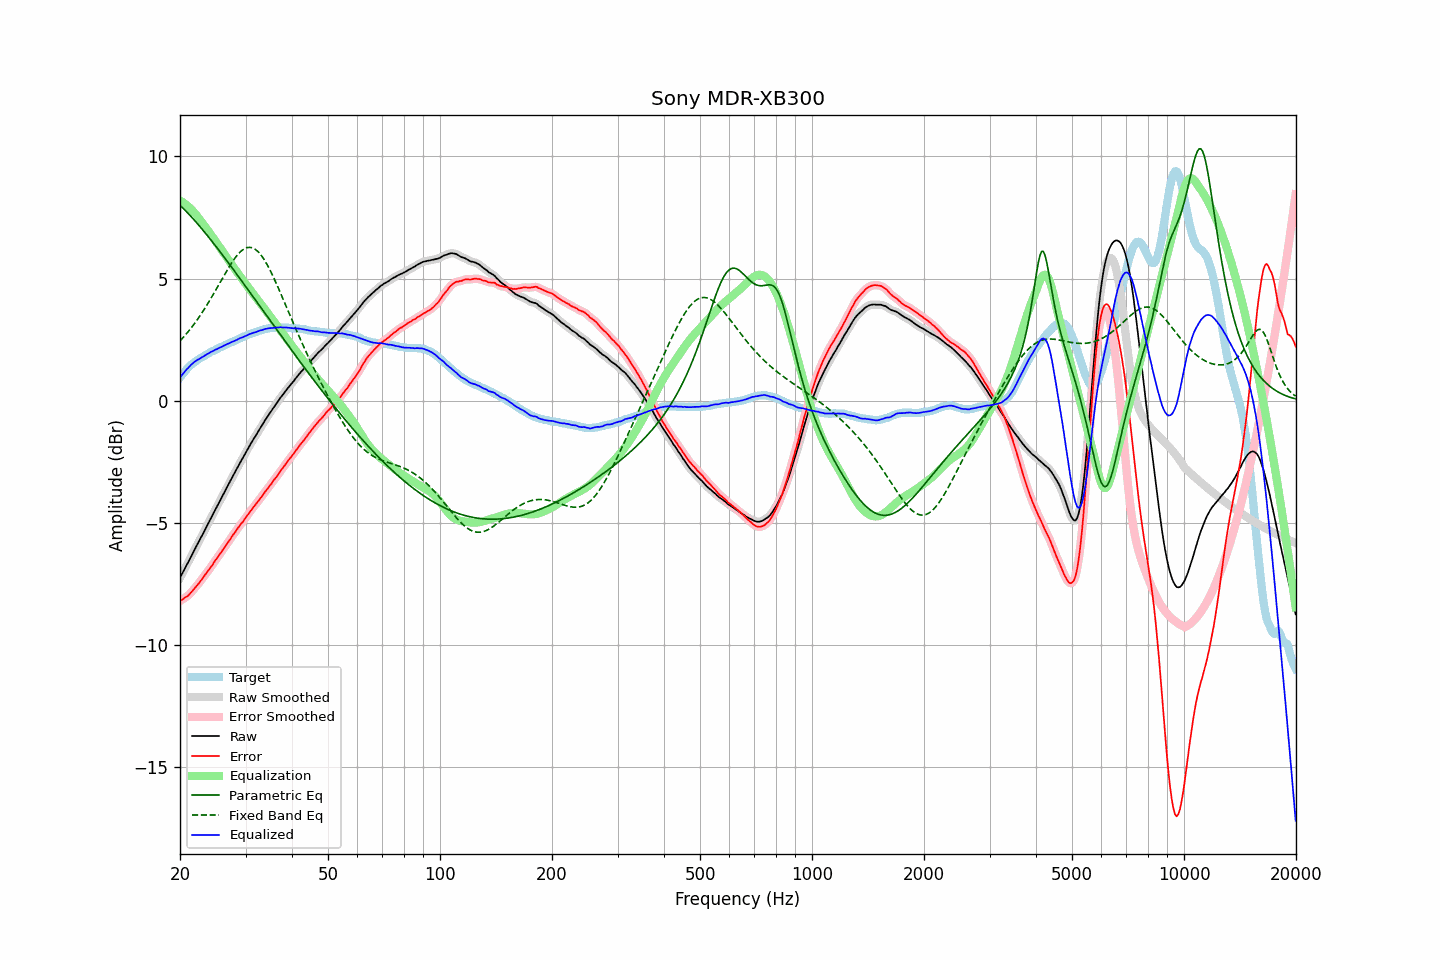 Sony MDR-XB300
Amplitude (dBr)
10
5
0
−5
−10
−15
Target
Raw Smoothed
Error Smoothed
Raw
Error
Equalization
Parametric Eq
Fixed Band Eq
Equalized
20 50 100 200 500 1000 2000 5000 10000 20000
Frequency (Hz)